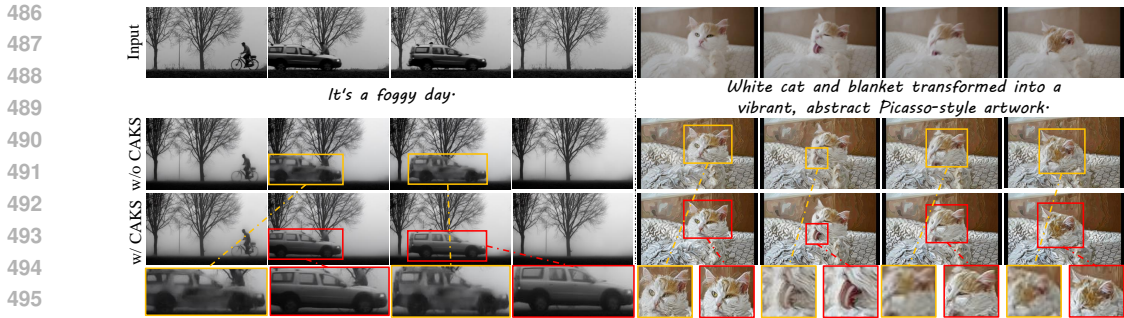 486
487
488
489
490
491
492
493
494
495
Input
It's a foggy day.
White cat and blanket transformed into a
vibrant, abstract Picasso-style artwork.
w/o CAKS
w/ CAKS